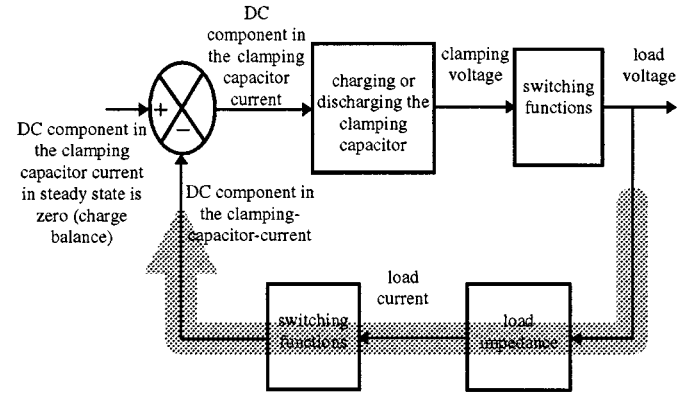 DC
component in
the clamping
capacitor
current
clamping
voltage
load
voltage
charging or
discharging the
clamping
capacitor
switching
functions
+
−
DC component in
the clamping
capacitor current
in steady state is
zero (charge
balance)
DC component in
the clamping-
capacitor-current
load
current
switching
functions
load
impedance